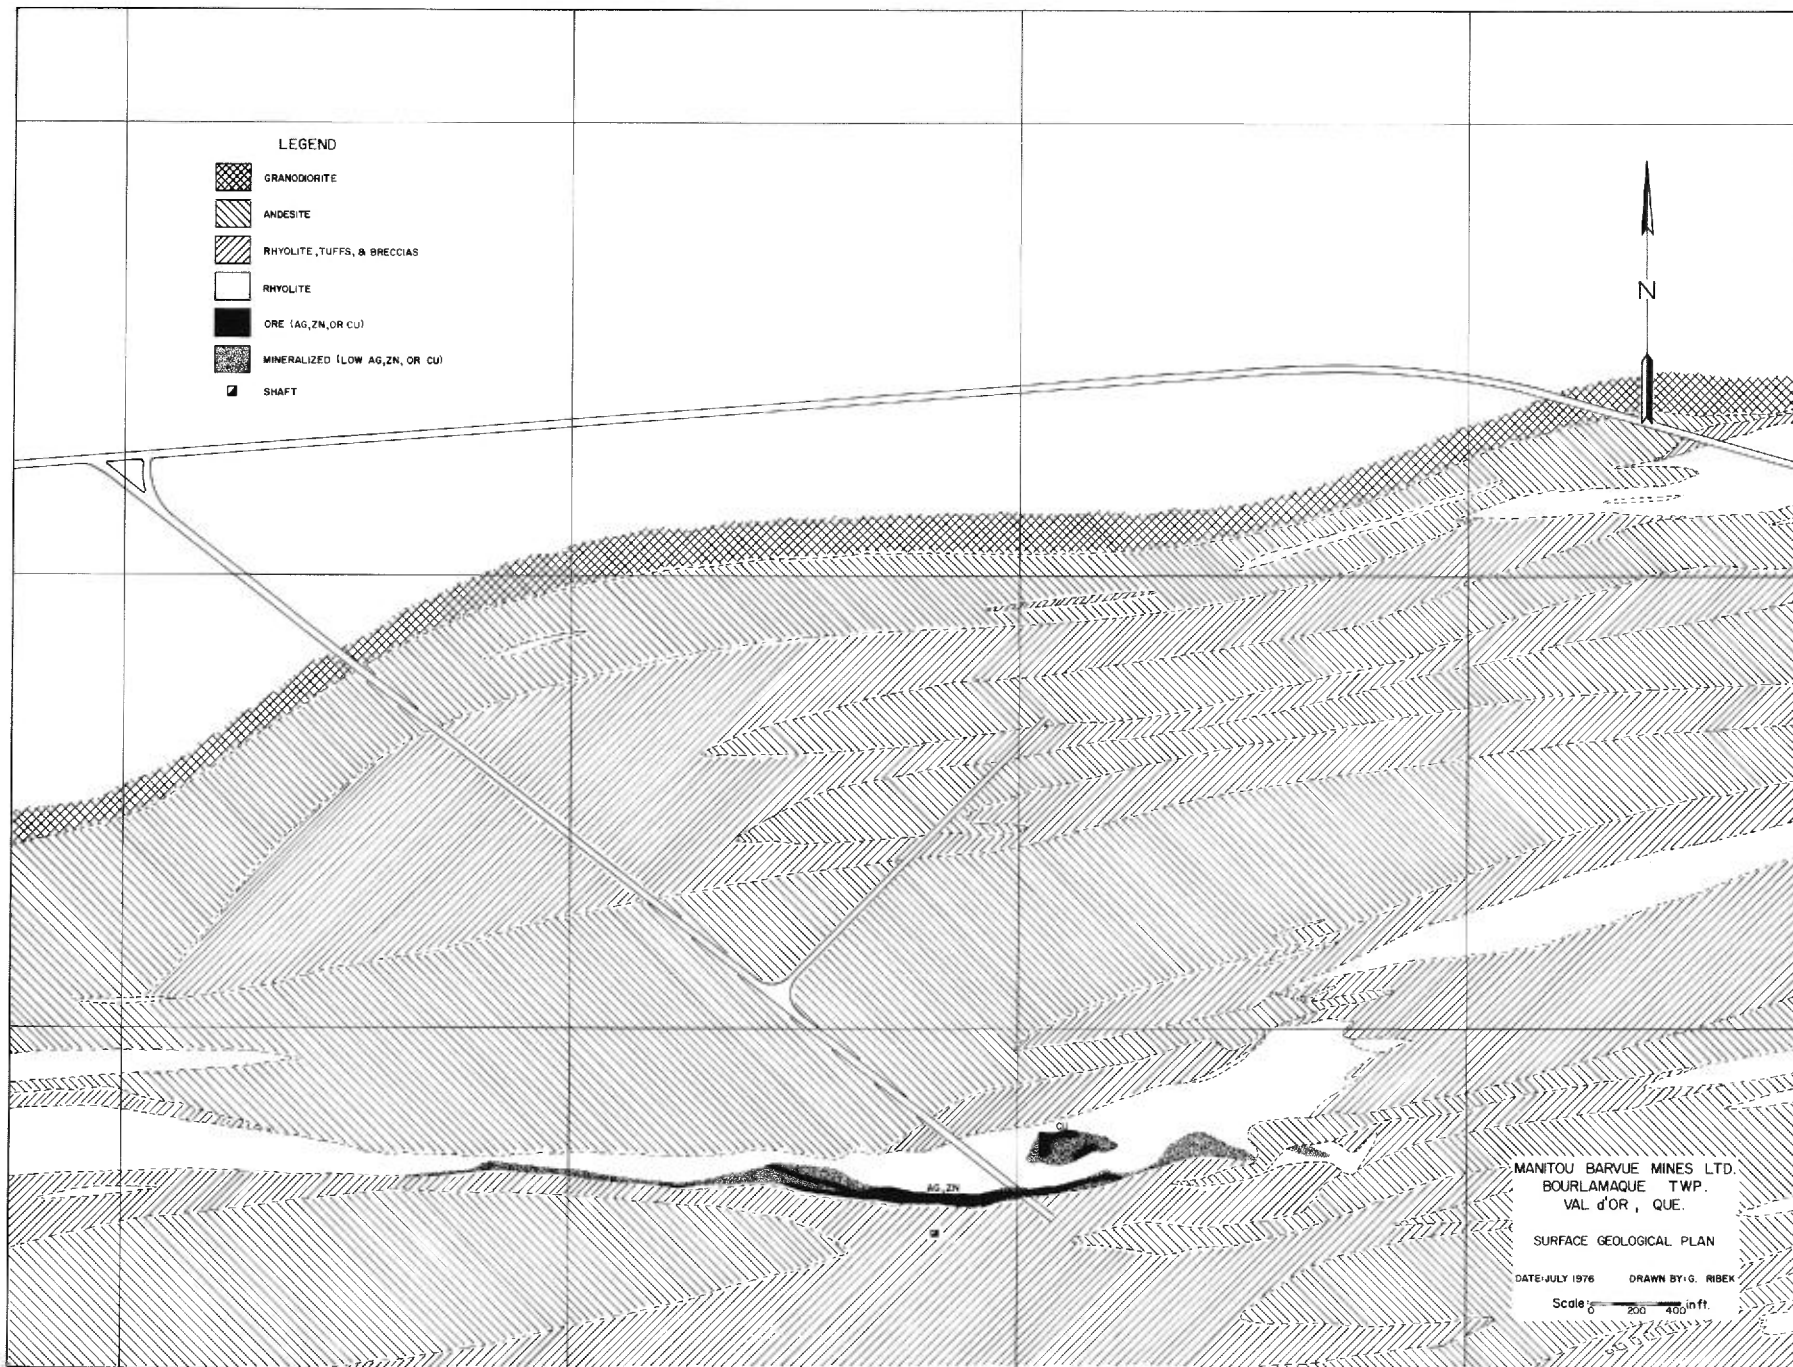 LEGEND
GRANODIORITE
ANDESITE
RHYOLITE, TUFFS, & BRECCIAS
RHYOLITE
ORE (AG, ZN, OR CU)
MINERALIZED (LOW AG, ZN, OR CU)
SHAFT
N
CU
AG, ZN
MANITOU BARVUE MINES LTD.
BOURLAMAQUE TWP.
VAL d'OR, QUE.
SURFACE GEOLOGICAL PLAN
DATE: JULY 1976 DRAWN BY: G. RIBEK
Scale: 0 200 400 in ft.